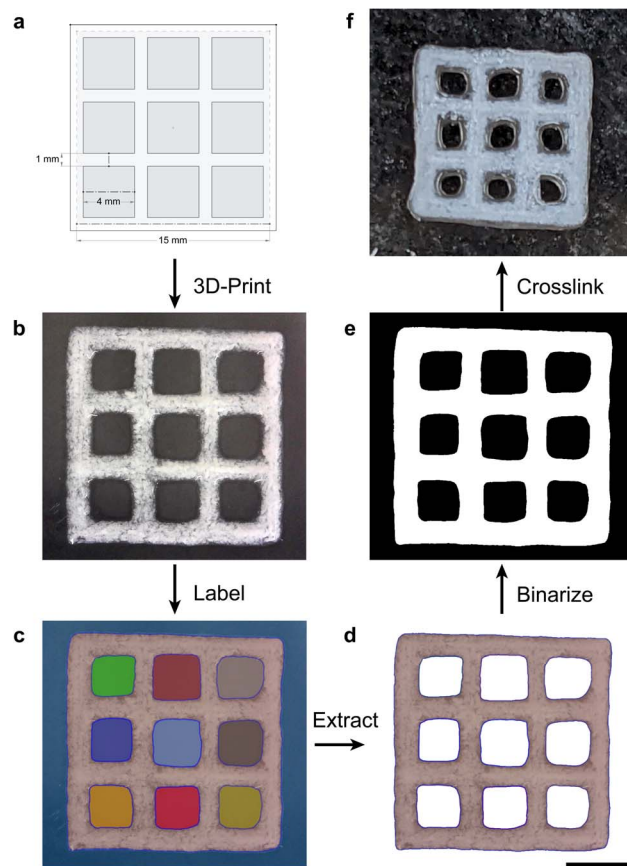 a
f
1 mm
4 mm
15 mm
3D-Print
Crosslink
b
e
Label
Binarize
c
d
Extract